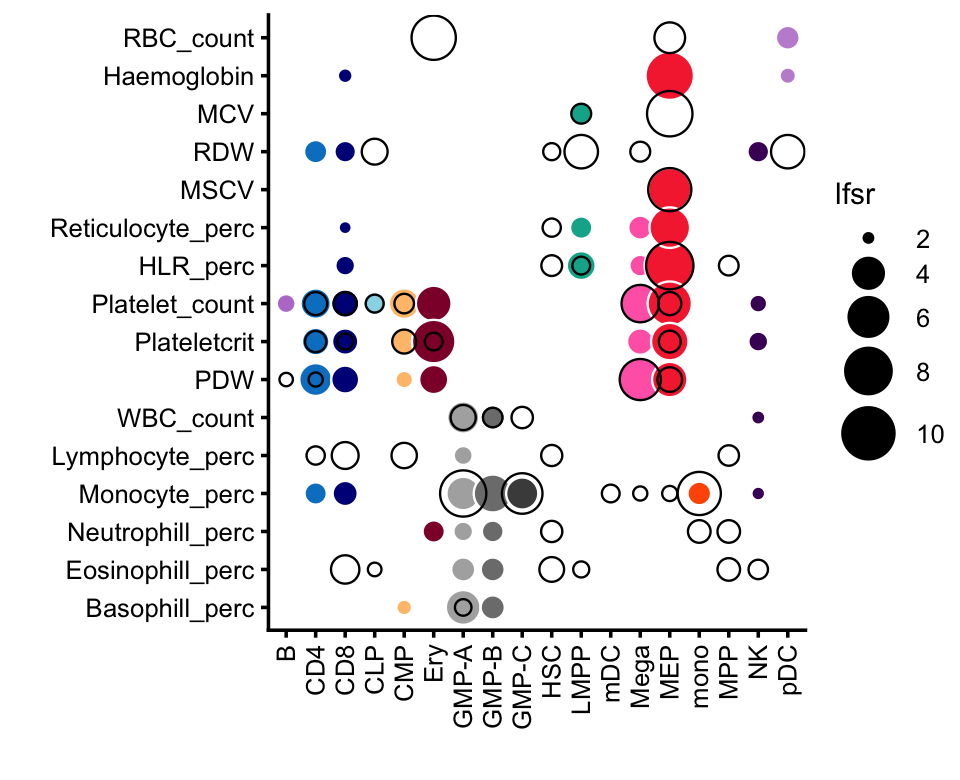 RBC_count
Haemoglobin
MCV
RDW
MSCV
Reticulocyte_perc
HLR_perc
Platelet_count
Plateletcrit
PDW
WBC_count
Lymphocyte_perc
Monocyte_perc
Neutrophill_perc
Eosinophill_perc
Basophill_perc
B
CD4
CD8
CLP
CMP
Ery
GMP-A
GMP-B
GMP-C
HSC
LMPP
mDC
Mega
MEP
mono
MPP
NK
pDC
lfsr
2
4
6
8
10